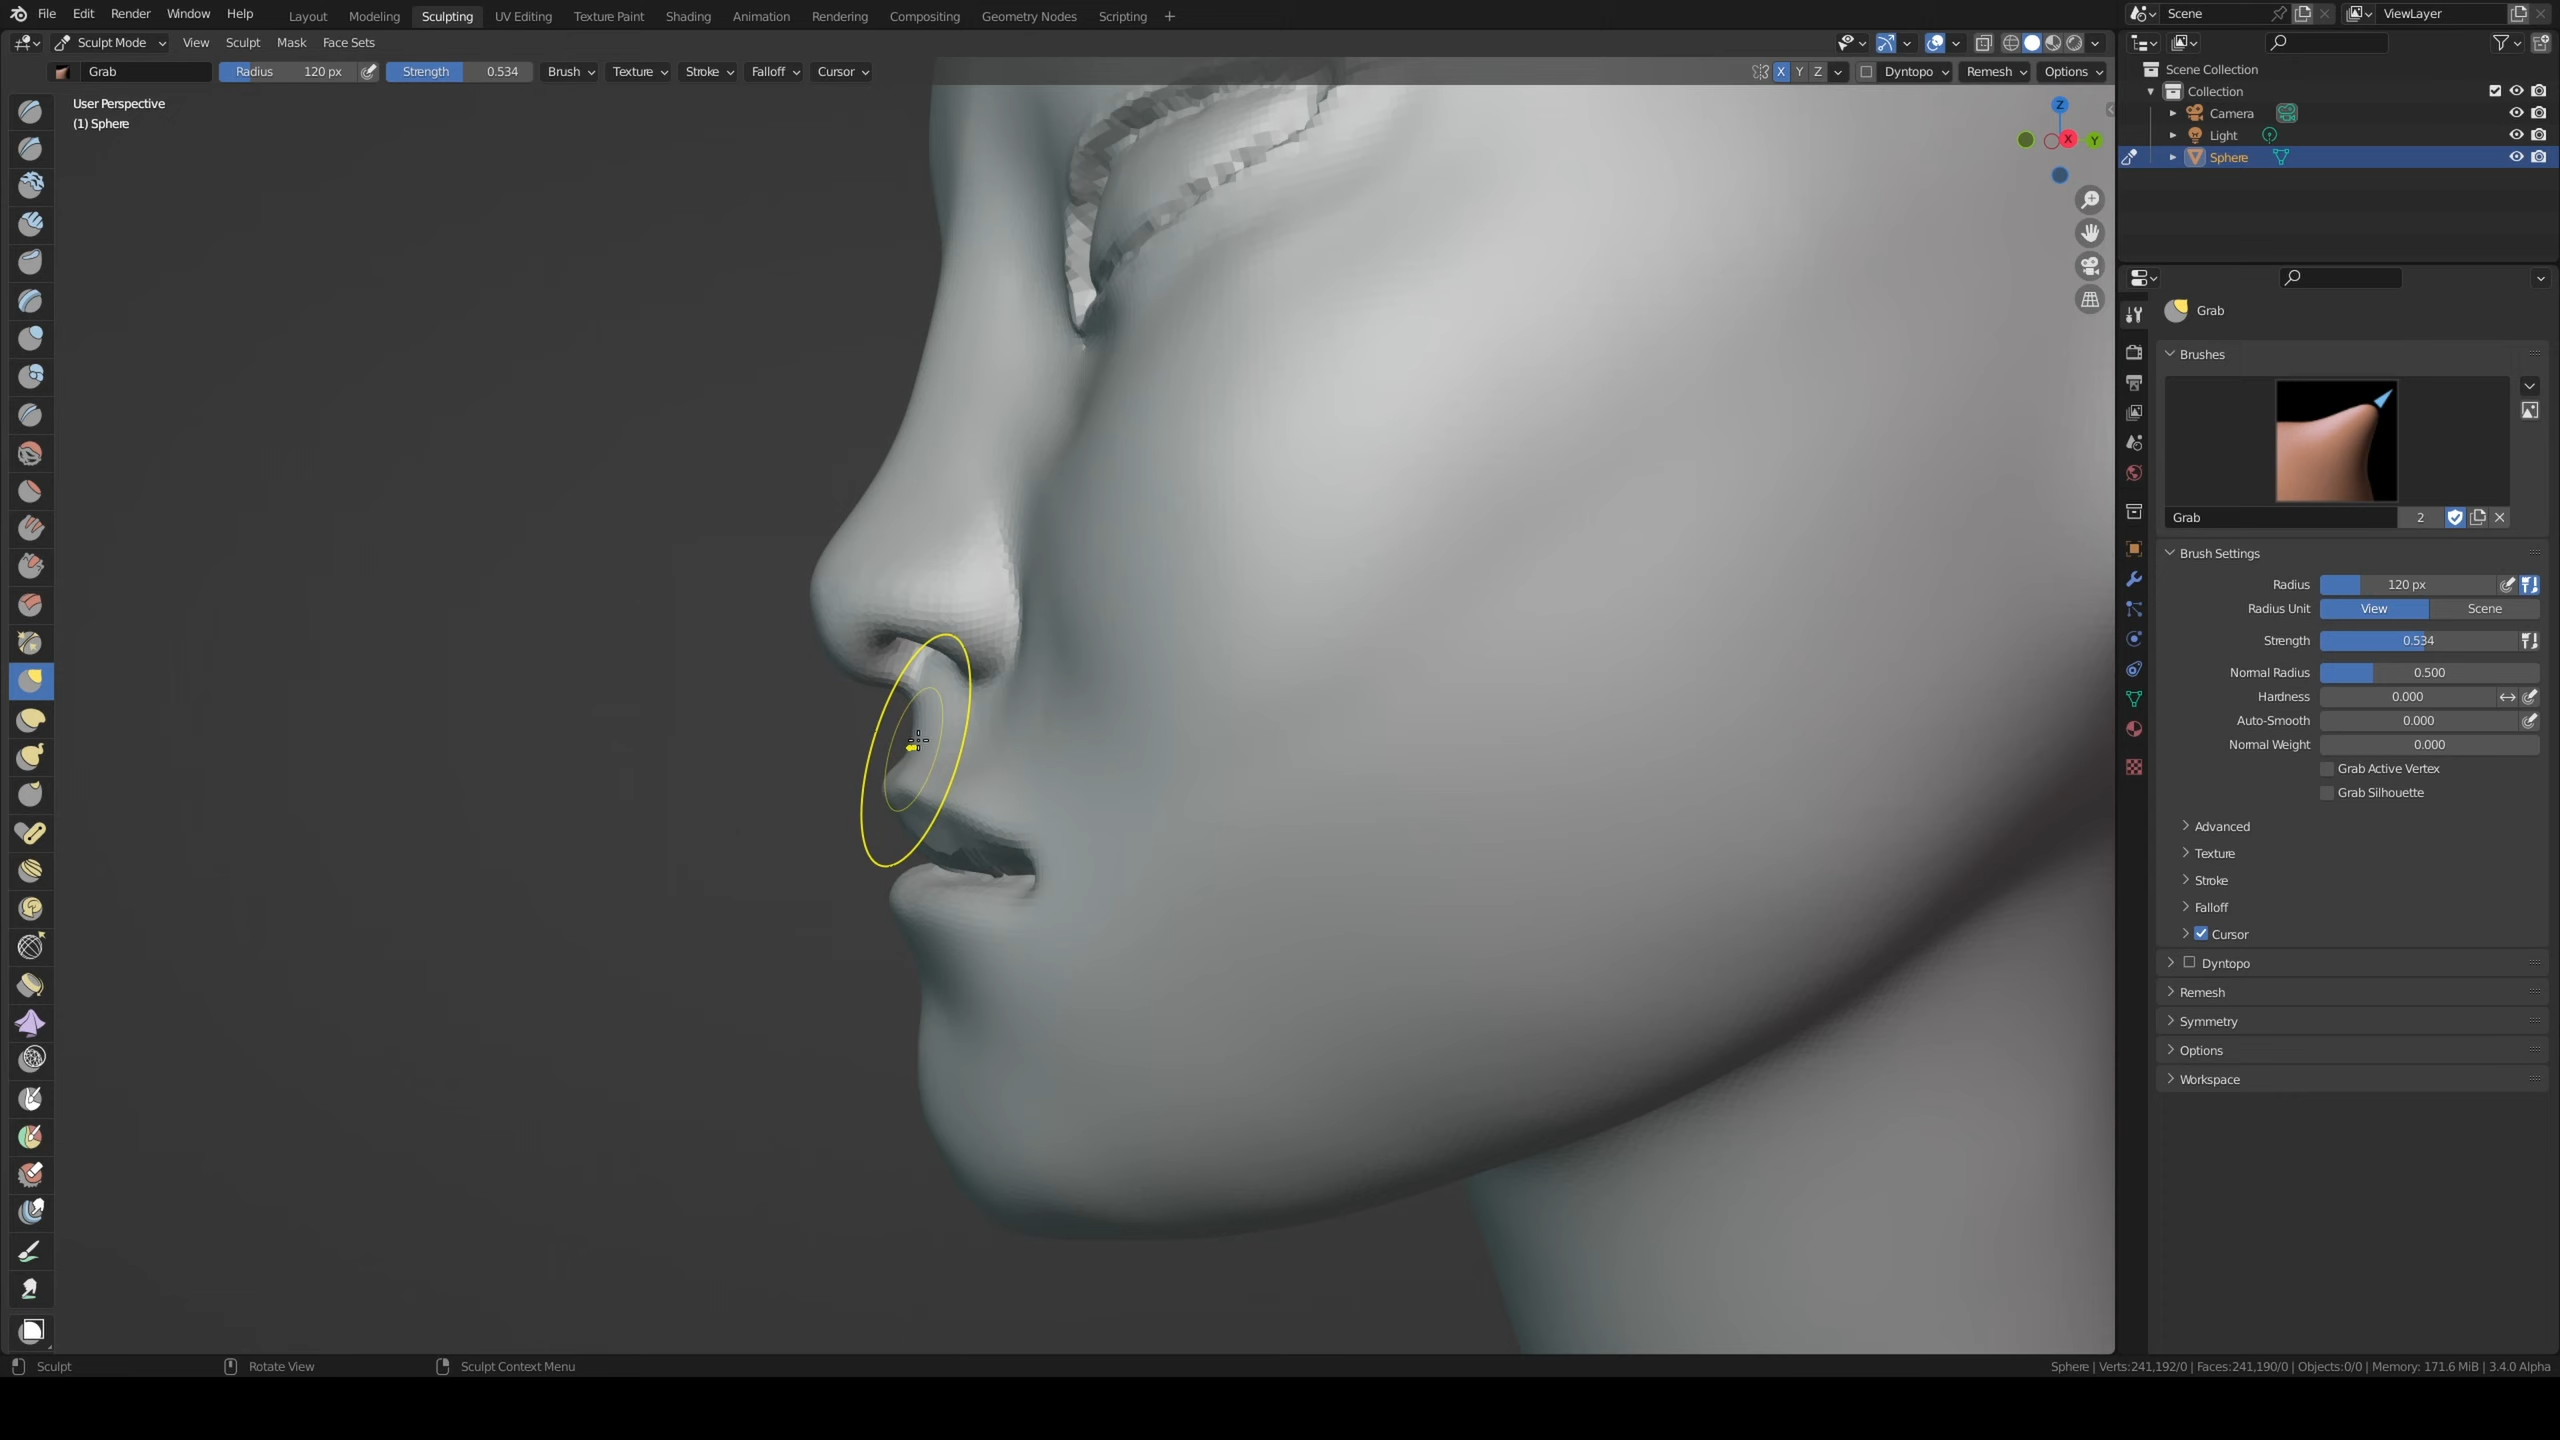 File Edit Render Window Help Layout Modeling Sculpting UV Editing Texture Paint Shading Animation Rendering Compositing Geometry Nodes Scripting + Scene ViewLayer
Sculpt Mode View Sculpt Mask Face Sets
Grab Radius 120 px Strength 0.534 Brush Texture Stroke Falloff Cursor X Y Z Dyntopo Remesh Options
User Perspective
(1) Sphere
Z
X
Y
Scene Collection
Collection
Camera
Light
Sphere
Grab
Brushes
Grab 2
Brush Settings
Radius 120 px
Radius Unit View Scene
Strength 0.534
Normal Radius 0.500
Hardness 0.000
Auto-Smooth 0.000
Normal Weight 0.000
Grab Active Vertex
Grab Silhouette
Advanced
Texture
Stroke
Falloff
Cursor
Dyntopo
Remesh
Symmetry
Options
Workspace
Sculpt Rotate View Sculpt Context Menu Sphere | Verts:241,192/0 | Faces:241,190/0 | Objects:0/0 | Memory: 171.6 MiB | 3.4.0 Alpha